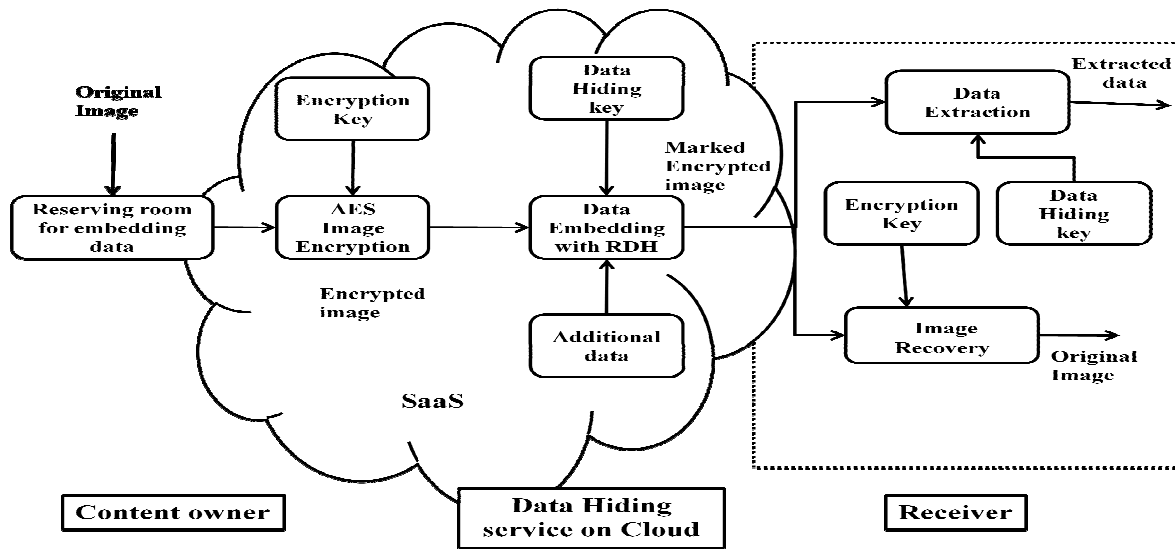 Original
Image
Reserving room
for embedding
data
Encryption
Key
AES
Image
Encryption
Encrypted
image
Data
Hiding
key
Data
Embedding
with RDH
Additional
data
Marked
Encrypted
image
SaaS
Data
Extraction
Extracted
data
Encryption
Key
Data
Hiding
key
Image
Recovery
Original
Image
Content owner
Data Hiding
service on Cloud
Receiver